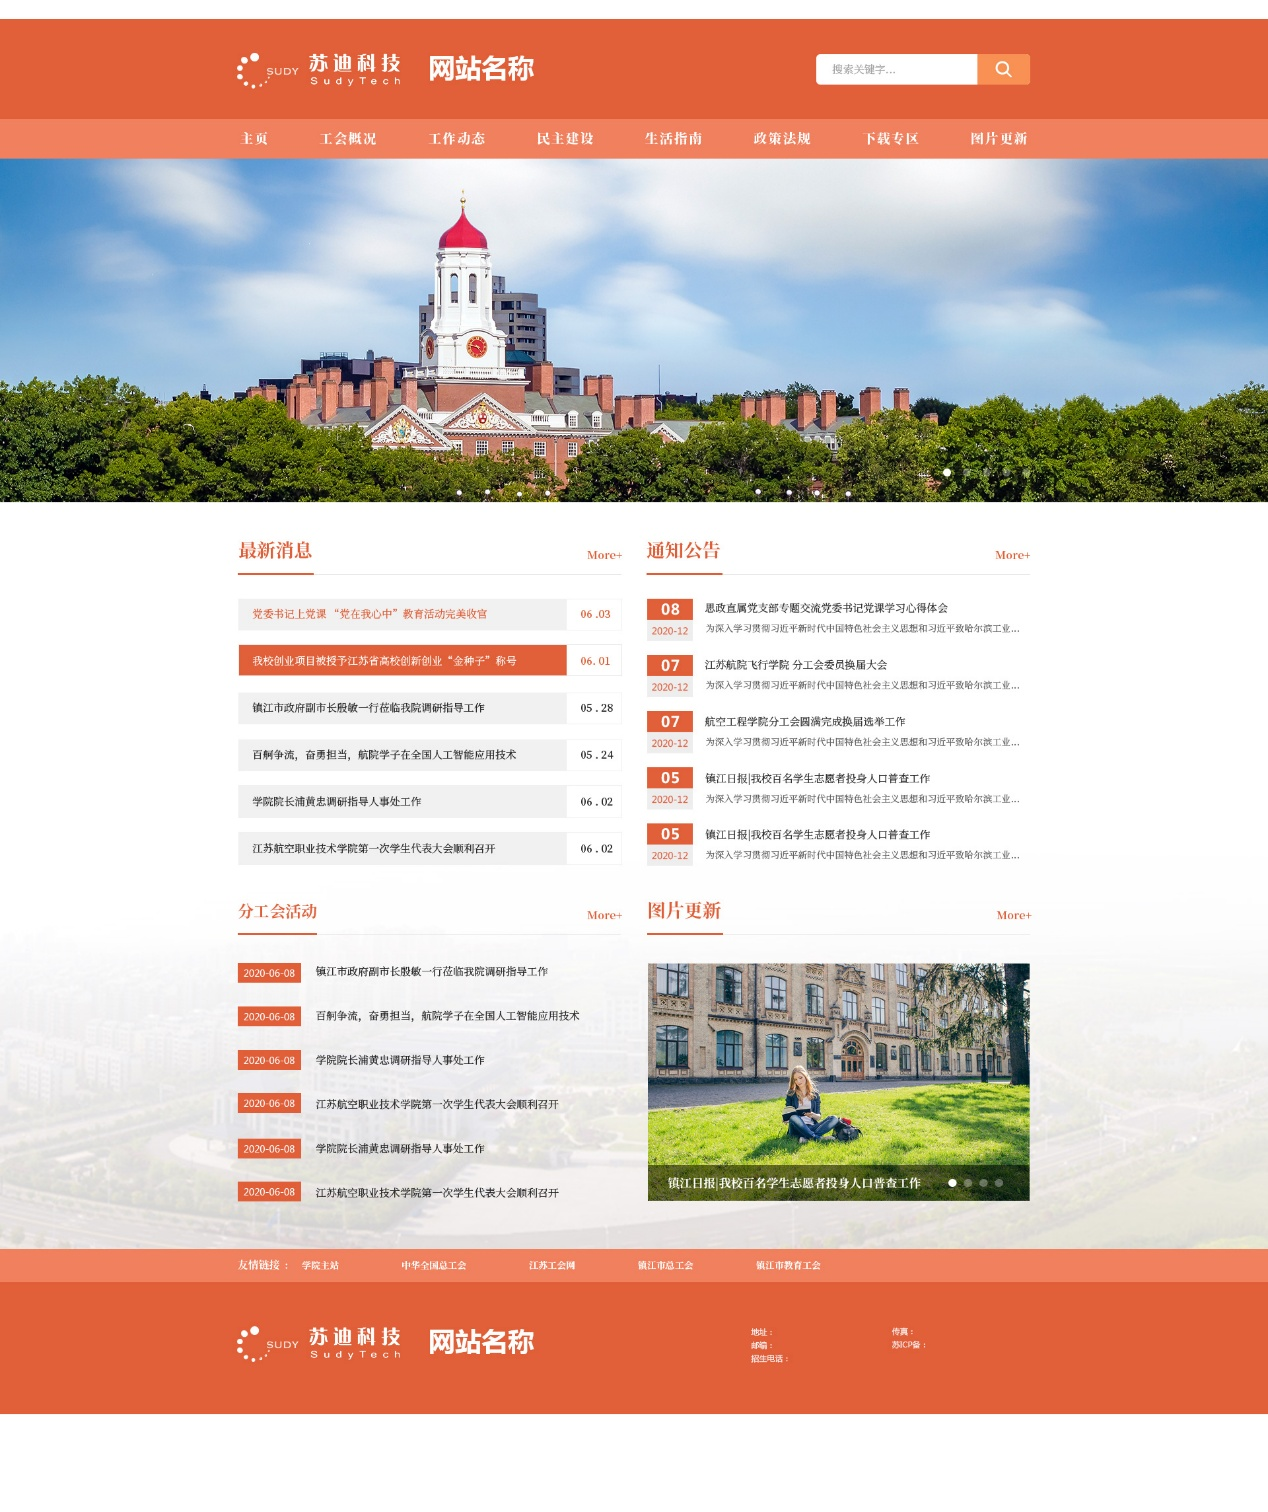 SUDY 苏迪科技 网站名称
SudyTech
搜索关键字...
主页 工会概况 工作动态 民主建设 生活指南 政策法规 下载专区 图片更新
最新消息 More+
党委书记上党课 “党在我心中”教育活动完美收官 06 .03
我校创业项目被授予江苏省高校创新创业“金种子”称号 06. 01
镇江市政府副市长殷敏一行莅临我院调研指导工作 05 . 28
百舸争流，奋勇担当，航院学子在全国人工智能应用技术 05 . 24
学院院长浦黄忠调研指导人事处工作 06 . 02
江苏航空职业技术学院第一次学生代表大会顺利召开 06 . 02
通知公告 More+
08 思政直属党支部专题交流党委书记党课学习心得体会
2020-12 为深入学习贯彻习近平新时代中国特色社会主义思想和习近平致哈尔滨工业...
07 江苏航院飞行学院 分工会委员换届大会
2020-12 为深入学习贯彻习近平新时代中国特色社会主义思想和习近平致哈尔滨工业...
07 航空工程学院分工会圆满完成换届选举工作
2020-12 为深入学习贯彻习近平新时代中国特色社会主义思想和习近平致哈尔滨工业...
05 镇江日报|我校百名学生志愿者投身人口普查工作
2020-12 为深入学习贯彻习近平新时代中国特色社会主义思想和习近平致哈尔滨工业...
05 镇江日报|我校百名学生志愿者投身人口普查工作
2020-12 为深入学习贯彻习近平新时代中国特色社会主义思想和习近平致哈尔滨工业...
分工会活动 More+
2020-06-08 镇江市政府副市长殷敏一行莅临我院调研指导工作
2020-06-08 百舸争流，奋勇担当，航院学子在全国人工智能应用技术
2020-06-08 学院院长浦黄忠调研指导人事处工作
2020-06-08 江苏航空职业技术学院第一次学生代表大会顺利召开
2020-06-08 学院院长浦黄忠调研指导人事处工作
2020-06-08 江苏航空职业技术学院第一次学生代表大会顺利召开
图片更新 More+
镇江日报|我校百名学生志愿者投身人口普查工作
友情链接 ： 学院主站 中华全国总工会 江苏工会网 镇江市总工会 镇江市教育工会
SUDY 苏迪科技 网站名称
SudyTech
地址： 传真：
邮箱： 苏ICP备：
招生电话：